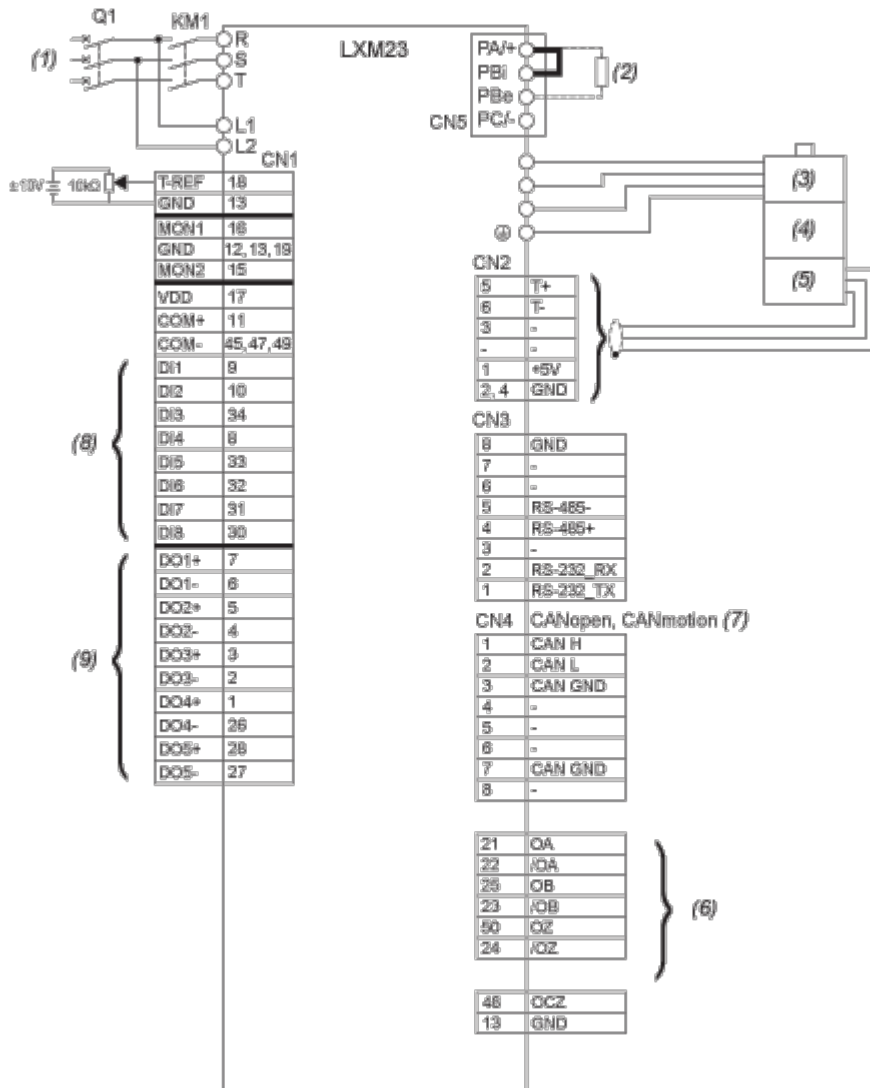 Q1
KM1
(1)
R
S
T
L1
L2
LXM23
PA/+
PBi
PBe
PC/-
CN5
(2)
CN1
±10V
10kΩ
T-REF 18
GND 13
MON1 16
GND 12, 13, 19
MON2 15
VDD 17
COM+ 11
COM- 45, 47, 49
(8)
DI1 9
DI2 10
DI3 34
DI4 8
DI5 33
DI6 32
DI7 31
DI8 30
(9)
DO1+ 7
DO1- 6
DO2+ 5
DO2- 4
DO3+ 3
DO3- 2
DO4+ 1
DO4- 26
DO5+ 28
DO5- 27
(3)
(4)
(5)
CN2
5 T+
6 T-
3 -
- -
1 +5V
2, 4 GND
CN3
8 GND
7 -
6 -
5 RS-485-
4 RS-485+
3 -
2 RS-232_RX
1 RS-232_TX
CN4 CANopen, CANmotion (7)
1 CAN H
2 CAN L
3 CAN GND
4 -
5 -
6 -
7 CAN GND
8 -
21 OA
22 /OA
25 OB
23 /OB
50 OZ
24 /OZ
(6)
48 OCZ
13 GND